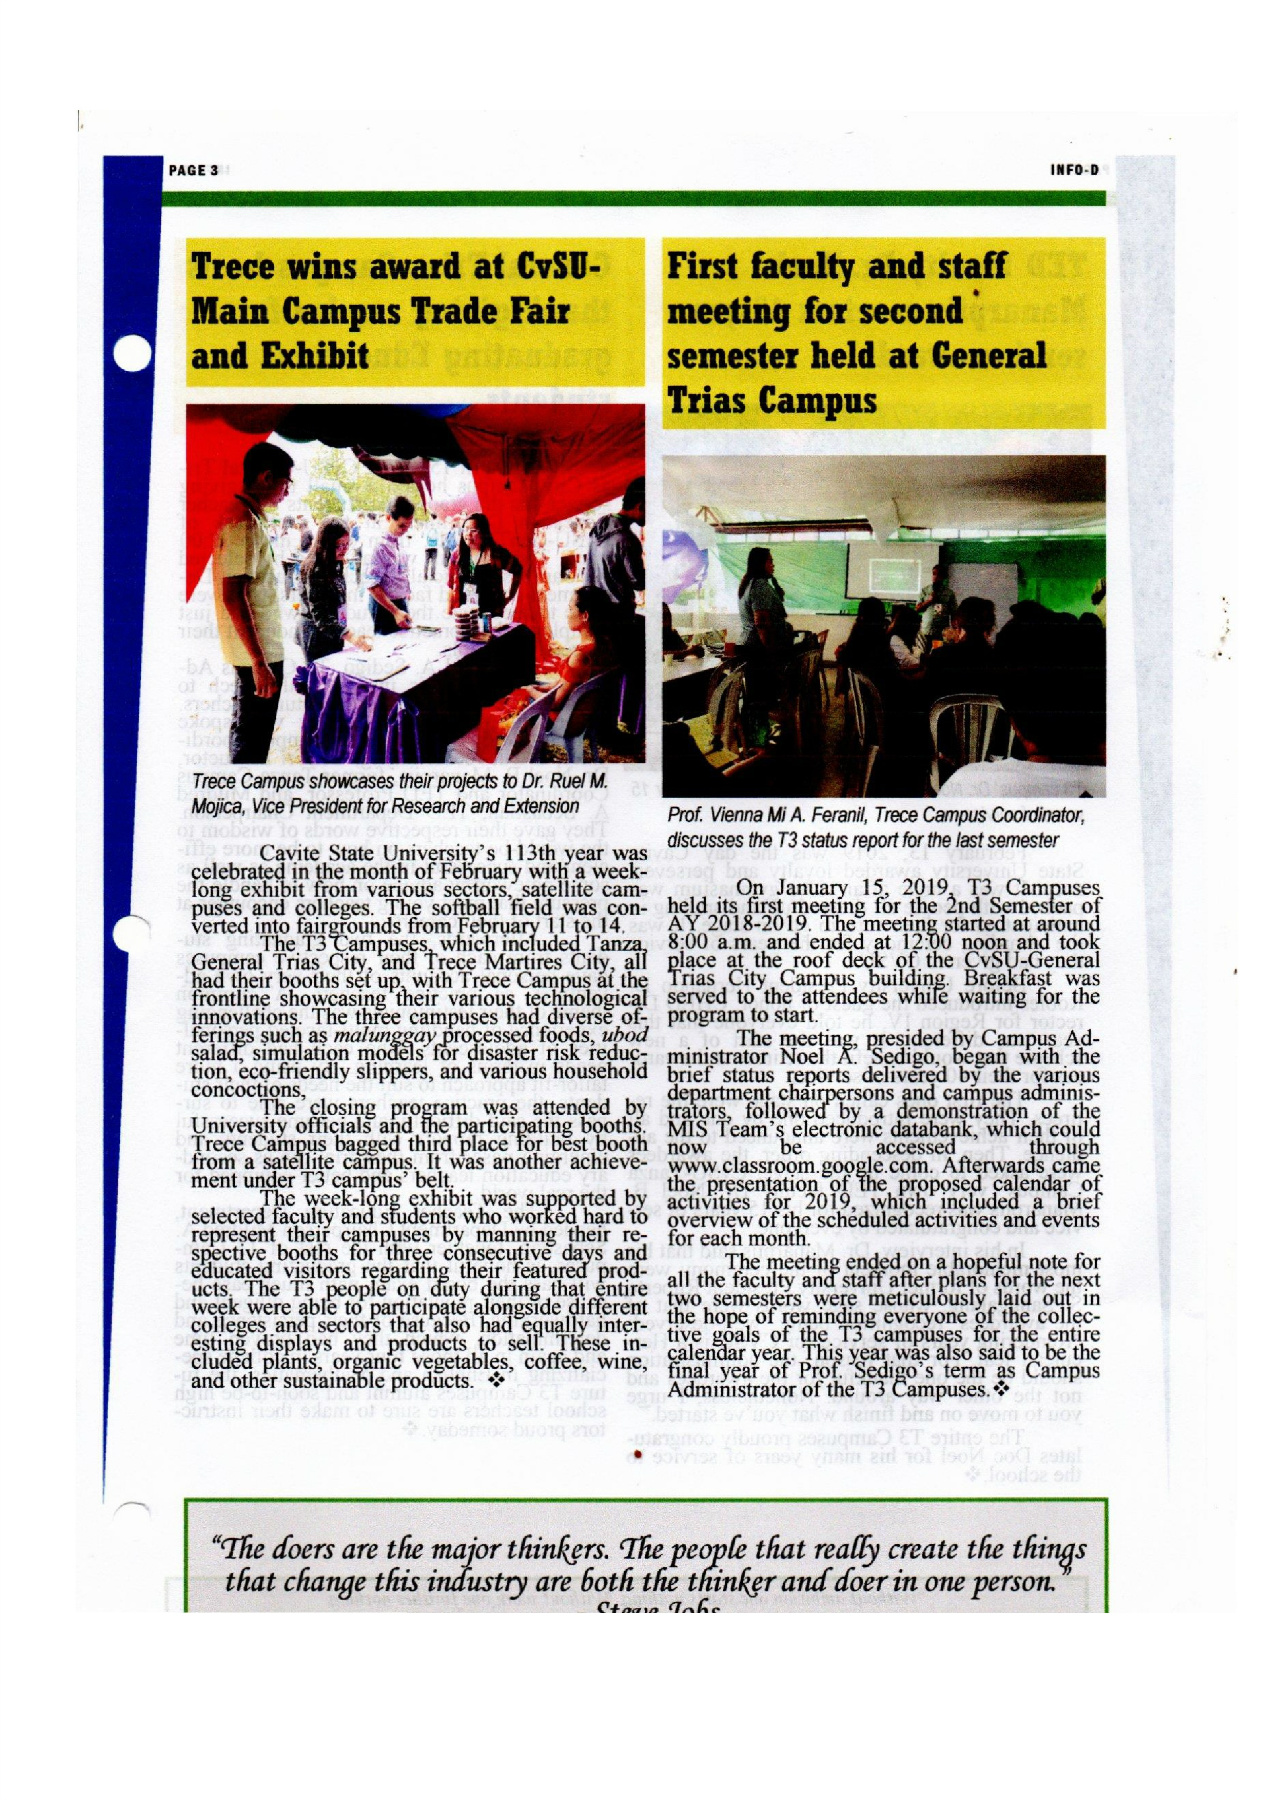 PAGE 3
INFO-D
Trece wins award at CvSU-
Main Campus Trade Fair
and Exhibit
Trece Campus showcases their projects to Dr. Ruel M.
Mojica, Vice President for Research and Extension
Cavite State University's 113th year was
celebrated in the month of February with a week-
long exhibit from various sectors, satellite cam-
puses and colleges. The softball field was con-
verted into fairgrounds from February 11 to 14.
The T3 Campuses, which included Tanza,
General Trias City, and Trece Martires City, all
had their booths set up, with Trece Campus at the
frontline showcasing their various technological
innovations. The three campuses had diverse of-
ferings such as malunggay processed foods, ubod
salad, simulation models for disaster risk reduc-
tion, eco-friendly slippers, and various household
concoctions,
The closing program was attended by
University officials and the participating booths.
Trece Campus bagged third place for best booth
from a satellite campus. It was another achieve-
ment under T3 campus' belt.
The week-long exhibit was supported by
selected faculty and students who worked hard to
represent their campuses by manning their re-
spective booths for three consecutive days and
educated visitors regarding their featured prod-
ucts. The T3 people on duty during that entire
week were able to participate alongside different
colleges and sectors that also had equally inter-
esting displays and products to sell. These in-
cluded plants, organic vegetables, coffee, wine,
and other sustainable products. ❖
First faculty and staff
meeting for second
semester held at General
Trias Campus
Prof. Vienna Mi A. Feranil, Trece Campus Coordinator,
discusses the T3 status report for the last semester
On January 15, 2019, T3 Campuses
held its first meeting for the 2nd Semester of
AY 2018-2019. The meeting started at around
8:00 a.m. and ended at 12:00 noon and took
place at the roof deck of the CvSU-General
Trias City Campus building. Breakfast was
served to the attendees while waiting for the
program to start.
The meeting, presided by Campus Ad-
ministrator Noel A. Sedigo, began with the
brief status reports delivered by the various
department chairpersons and campus adminis-
trators, followed by a demonstration of the
MIS Team's electronic databank, which could
now be accessed through
www.classroom.google.com. Afterwards came
the presentation of the proposed calendar of
activities for 2019, which included a brief
overview of the scheduled activities and events
for each month.
The meeting ended on a hopeful note for
all the faculty and staff after plans for the next
two semesters were meticulously laid out in
the hope of reminding everyone of the collec-
tive goals of the T3 campuses for the entire
calendar year. This year was also said to be the
final year of Prof. Sedigo's term as Campus
Administrator of the T3 Campuses.❖
“The doers are the major thinkers. The people that really create the things
that change this industry are both the thinker and doer in one person.”
Steve Jobs